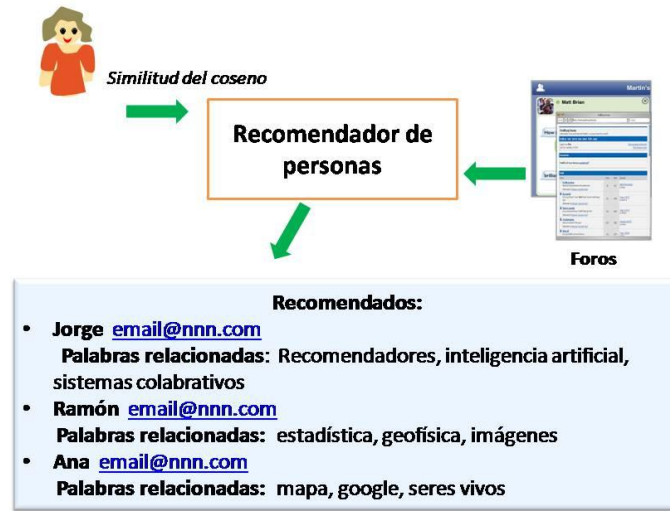 Similitud del coseno
Martin's
Matt Brian
Recomendador de
personas
Foros
Recomendados:
• Jorge email@nnn.com
Palabras relacionadas: Recomendadores, inteligencia artificial,
sistemas colabrativos
• Ramón email@nnn.com
Palabras relacionadas: estadística, geofísica, imágenes
• Ana email@nnn.com
Palabras relacionadas: mapa, google, seres vivos